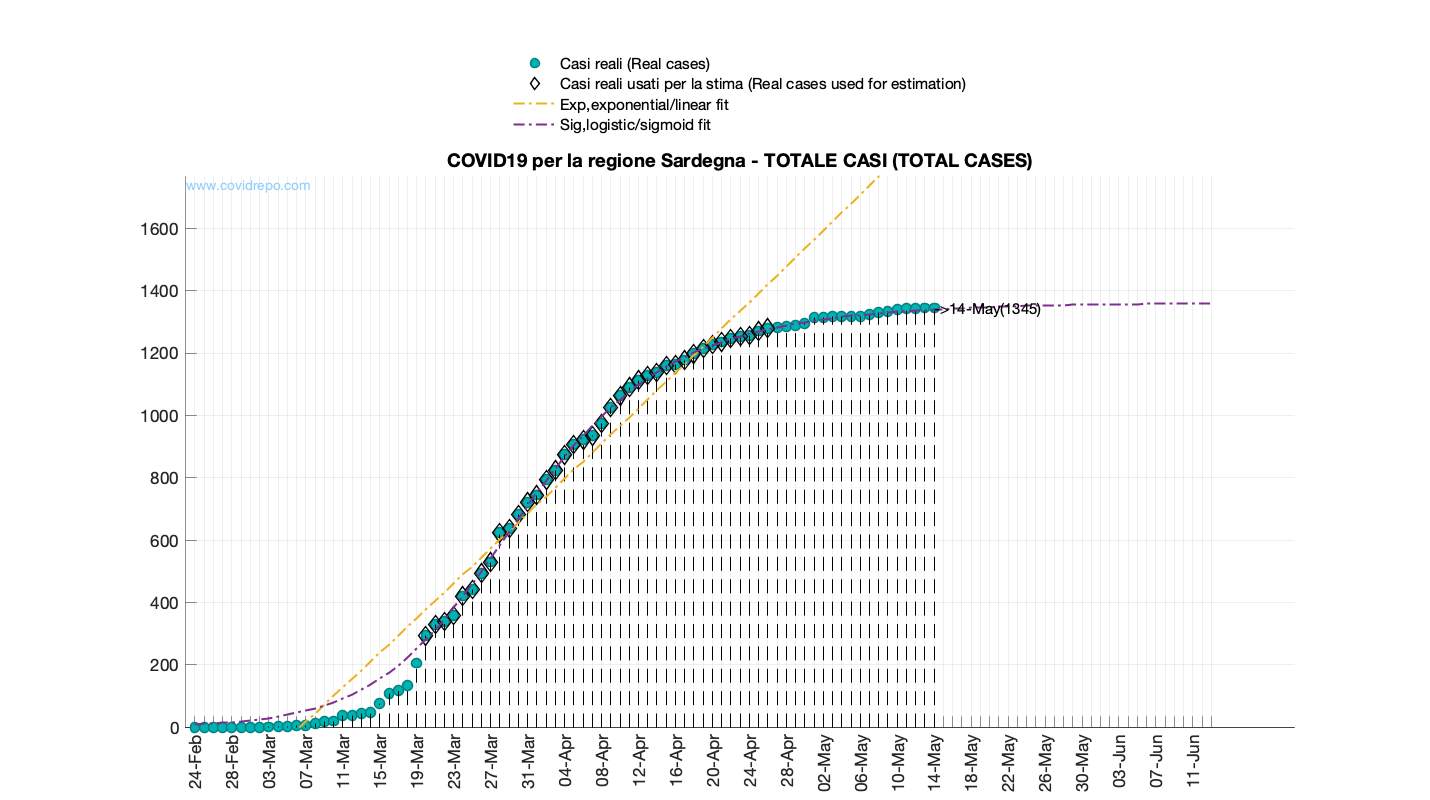 Casi reali (Real cases)
Casi reali usati per la stima (Real cases used for estimation)
Exp,exponential/linear fit
Sig,logistic/sigmoid fit
COVID19 per la regione Sardegna - TOTALE CASI (TOTAL CASES)
www.covidrepo.com
1600
1400
>14-May(1345)
1200
1000
800
600
400
200
0
24-Feb 28-Feb 03-Mar 07-Mar 11-Mar 15-Mar 19-Mar 23-Mar 27-Mar 31-Mar 04-Apr 08-Apr 12-Apr 16-Apr 20-Apr 24-Apr 28-Apr 02-May 06-May 10-May 14-May 18-May 22-May 26-May 30-May 03-Jun 07-Jun 11-Jun